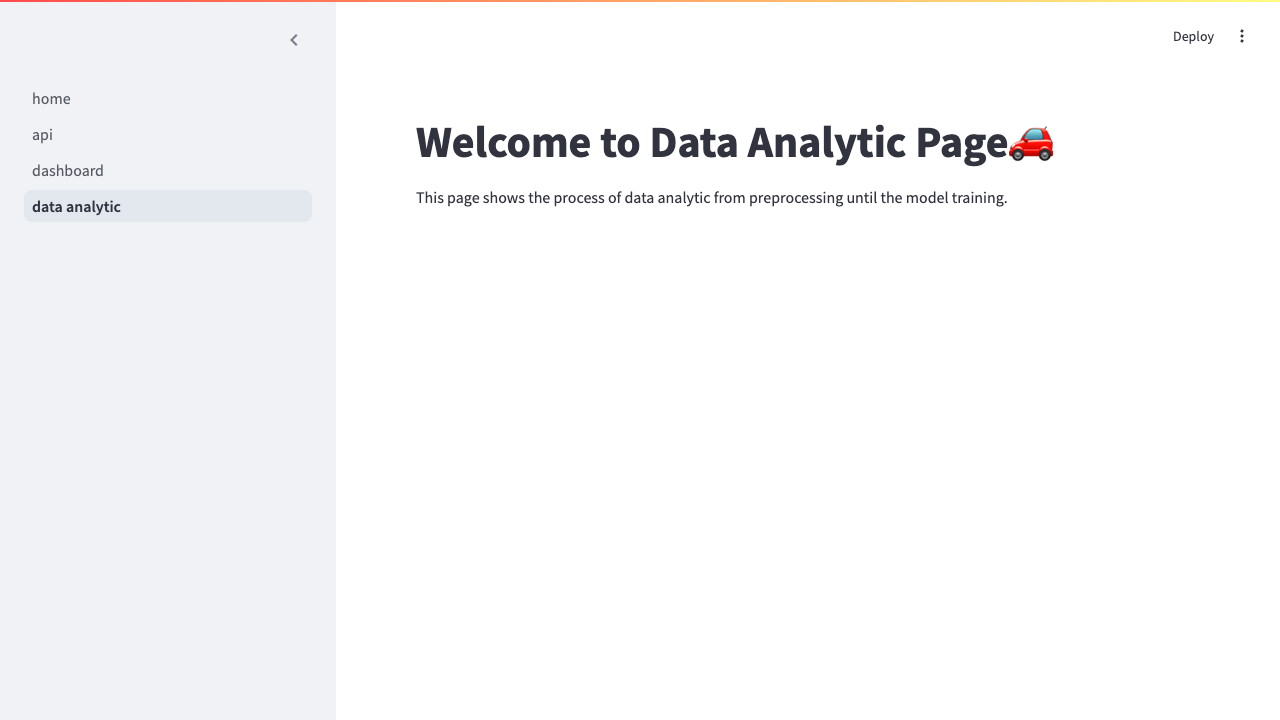 Deploy
home
api
dashboard
data analytic
Welcome to Data Analytic Page🚗
This page shows the process of data analytic from preprocessing until the model training.